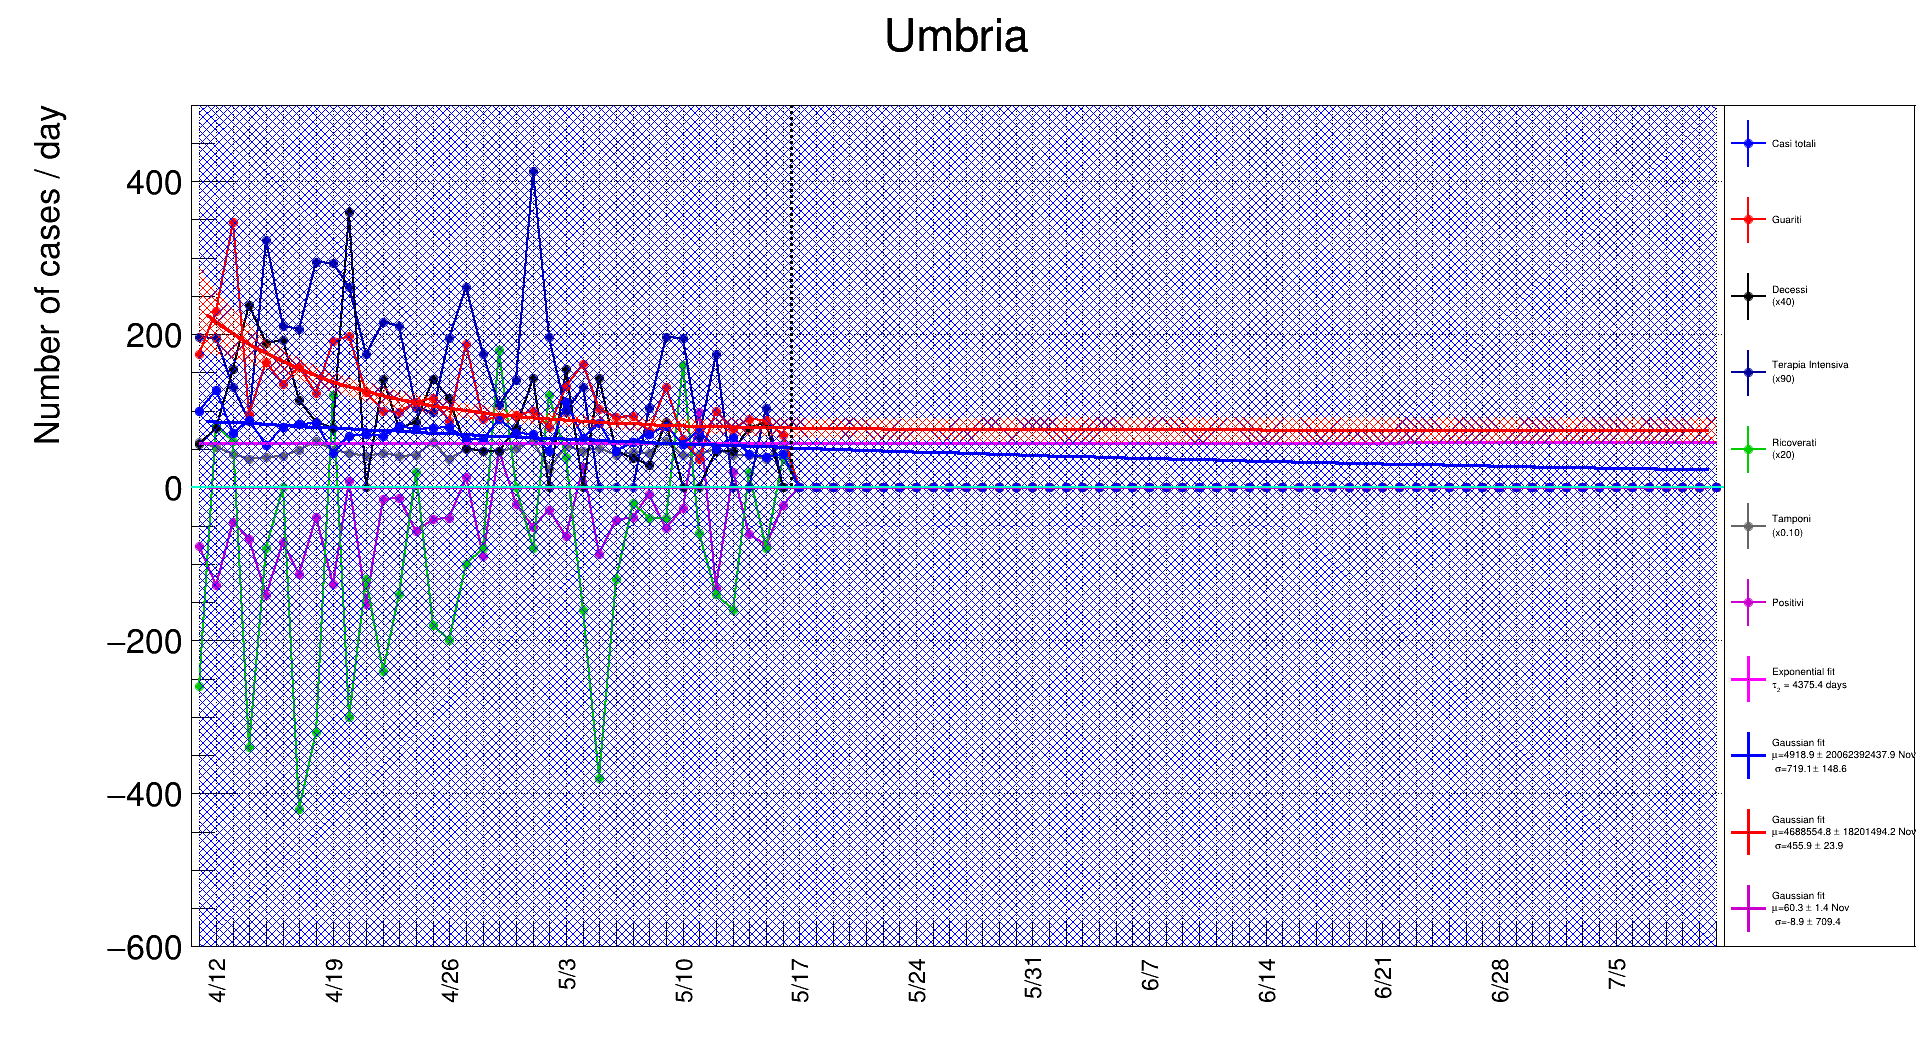 Umbria
Number of cases / day
400
200
0
−200
−400
−600
4/12
4/19
4/26
5/3
5/10
5/17
5/24
5/31
6/7
6/14
6/21
6/28
7/5
Casi totali
Guariti
Decessi
(x40)
Terapia Intensiva
(x90)
Ricoverati
(x20)
Tamponi
(x0.10)
Positivi
Exponential fit
τ₂ = 4375.4 days
Gaussian fit
μ=4918.9 ± 20062392437.9 Nov
σ=719.1± 148.6
Gaussian fit
μ=4688554.8 ± 18201494.2 Nov
σ=455.9 ± 23.9
Gaussian fit
μ=60.3 ± 1.4 Nov
σ=-8.9 ± 709.4